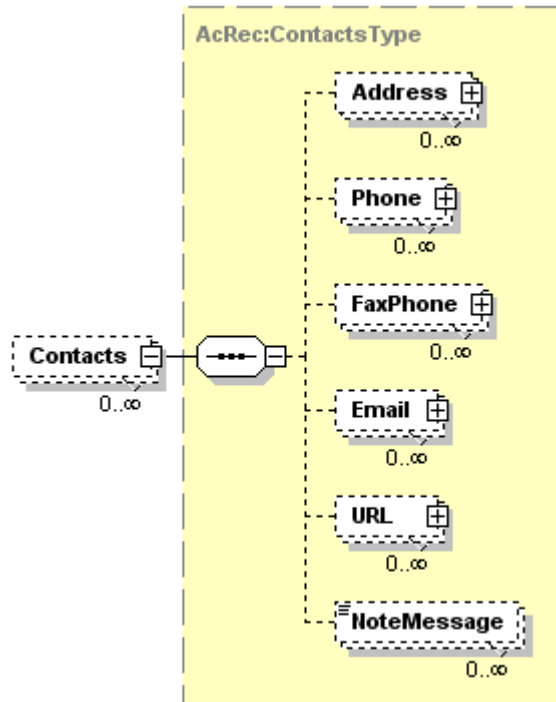 AcRec:ContactsType
Address
0..∞
Phone
0..∞
FaxPhone
0..∞
Contacts
0..∞
Email
0..∞
URL
0..∞
NoteMessage
0..∞